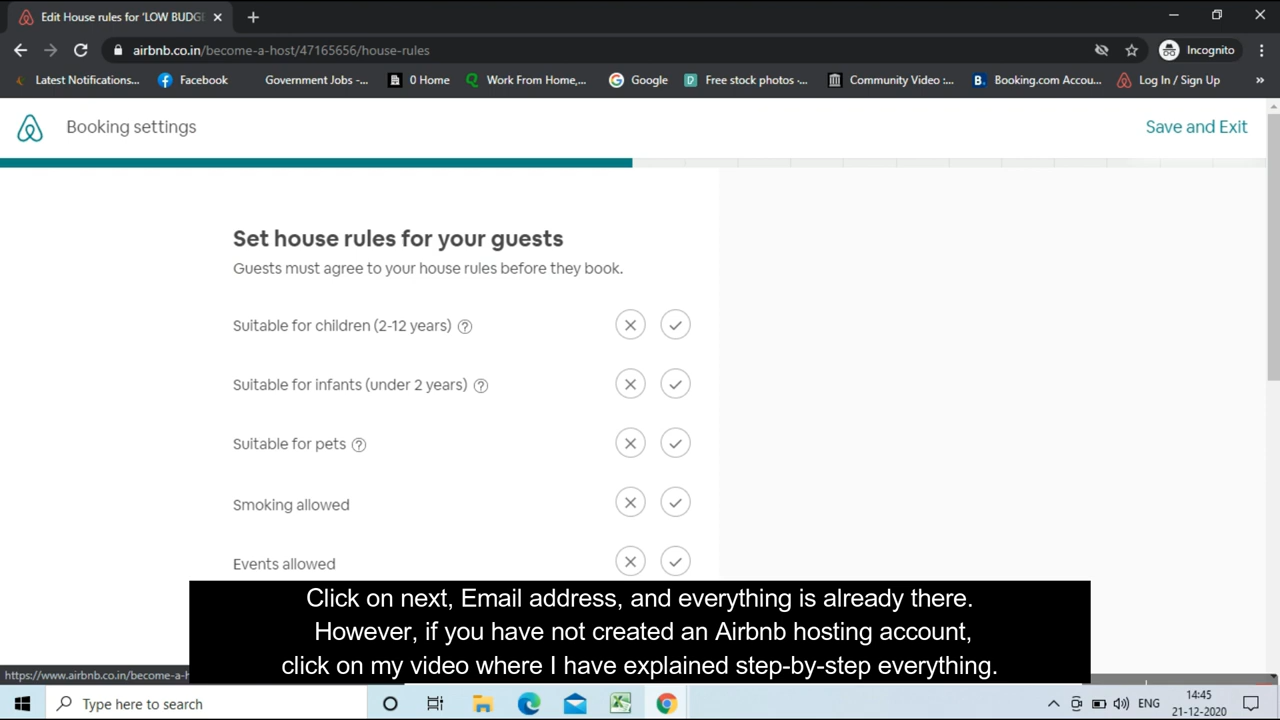 Edit House rules for 'LOW BUDGE
airbnb.co.in/become-a-host/47165656/house-rules
Incognito
Latest Notifications...
Facebook
Government Jobs -...
0 Home
Work From Home,...
Google
Free stock photos -...
Community Video :...
B.
Booking.com Accou...
Log In / Sign Up
»
Booking settings
Save and Exit
Set house rules for your guests
Guests must agree to your house rules before they book.
Suitable for children (2-12 years) ?
Suitable for infants (under 2 years) ?
Suitable for pets ?
Smoking allowed
Events allowed
Click on next, Email address, and everything is already there.
However, if you have not created an Airbnb hosting account,
click on my video where I have explained step-by-step everything.
https://www.airbnb.co.in/become-a-h
Type here to search
ENG
14:45
21-12-2020